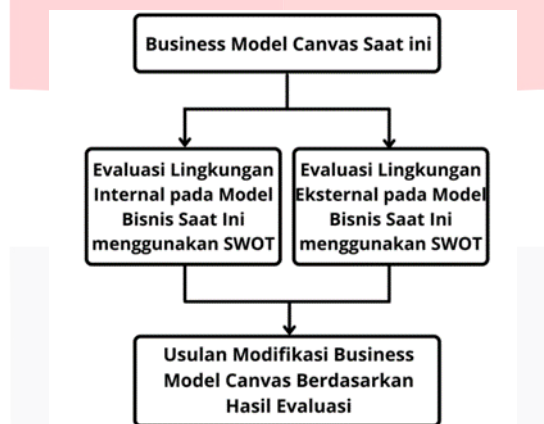 Business Model Canvas Saat ini
Evaluasi Lingkungan
Internal pada Model
Bisnis Saat Ini
menggunakan SWOT
Evaluasi Lingkungan
Eksternal pada Model
Bisnis Saat Ini
menggunakan SWOT
Usulan Modifikasi Business
Model Canvas Berdasarkan
Hasil Evaluasi